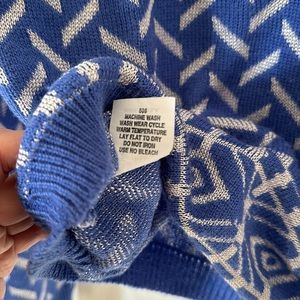 MACHINE WASH
WASH WEAR CYCLE
WARM TEMPERATURE
LAY FLAT TO DRY
DO NOT IRON
USE NO BLEACH